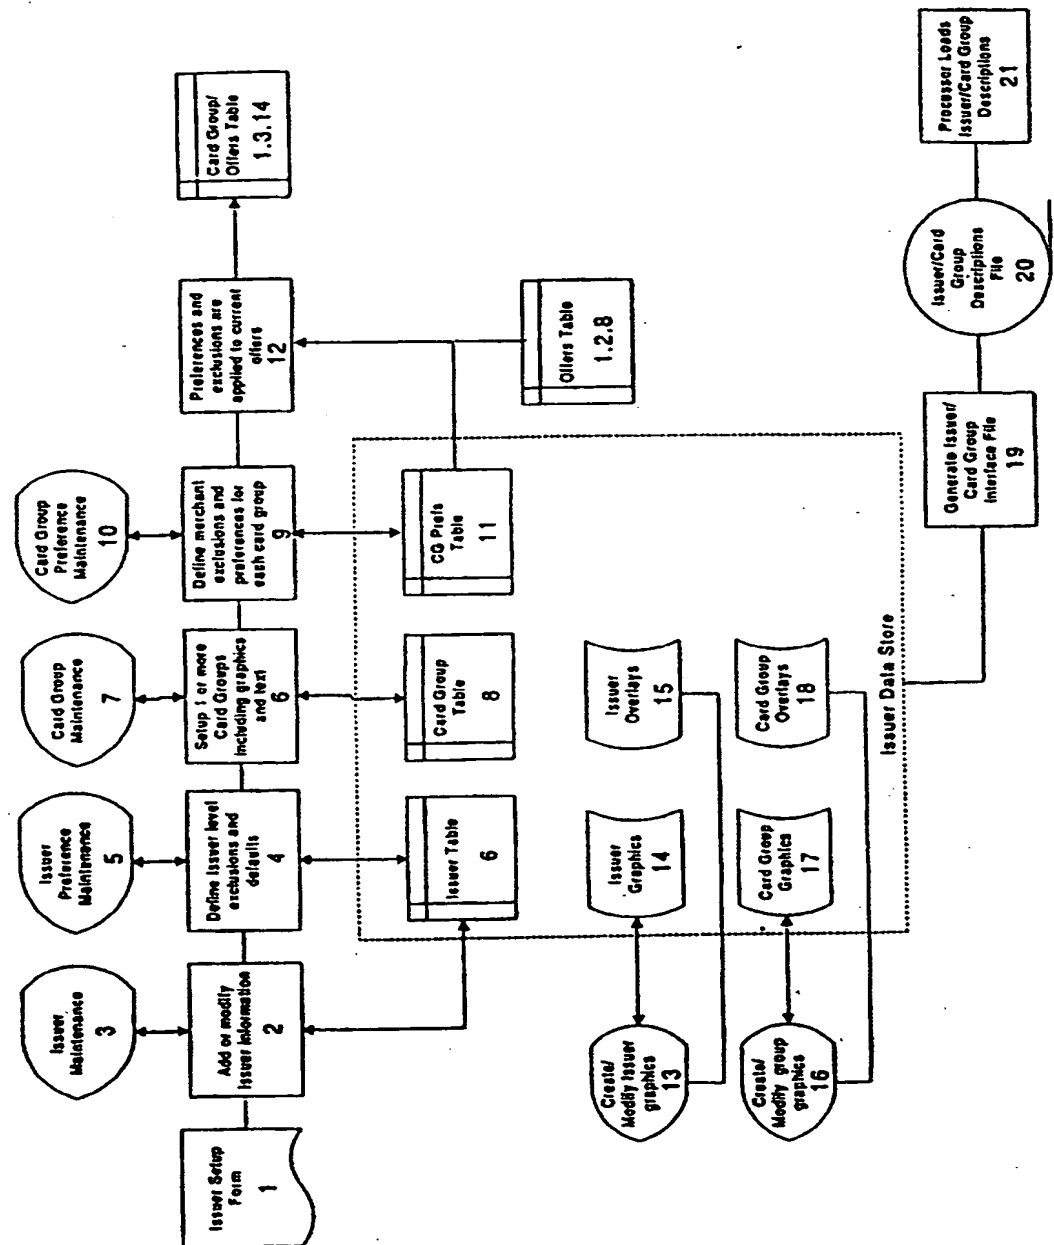 Issuer
Maintenance
3
Issuer
Preference
Maintenance
5
Card Group
Maintenance
7
Card Group
Preference
Maintenance
10
Issuer Setup
Form
1
Add or modify
Issuer Information
2
Define Issuer level
exclusions and
defaults
4
Setup 1 or more
Card Groups
including graphics
and text
6
Define merchant
exclusions and
preferences for
each card group
9
Preferences and
exclusions are
applied to current
offers
12
Card Group/
Offers Table
1.3.14
Issuer Table
6
Card Group
Table
8
CG Prefs
Table
11
Offers Table
1.2.8
Create/
Modify Issuer
graphics
13
Issuer
Graphics
14
Issuer
Overlays
15
Create/
Modify group
graphics
16
Card Group
Graphics
17
Card Group
Overlays
18
Issuer Data Store
Generate Issuer/
Card Group
Interface File
19
Issuer/Card
Group
Descriptions
File
20
Processor Loads
Issuer/Card Group
Descriptions
21